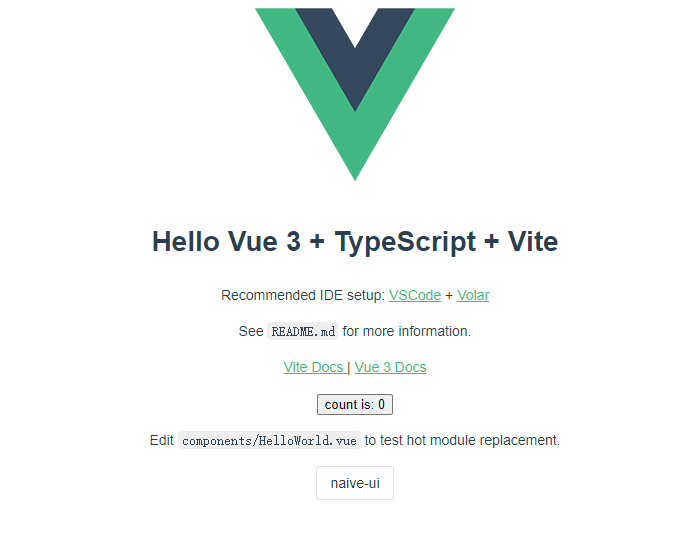 Hello Vue 3 + TypeScript + Vite
Recommended IDE setup: VSCode + Volar
See README.md for more information.
Vite Docs | Vue 3 Docs
count is: 0
Edit components/HelloWorld.vue to test hot module replacement.
naive-ui